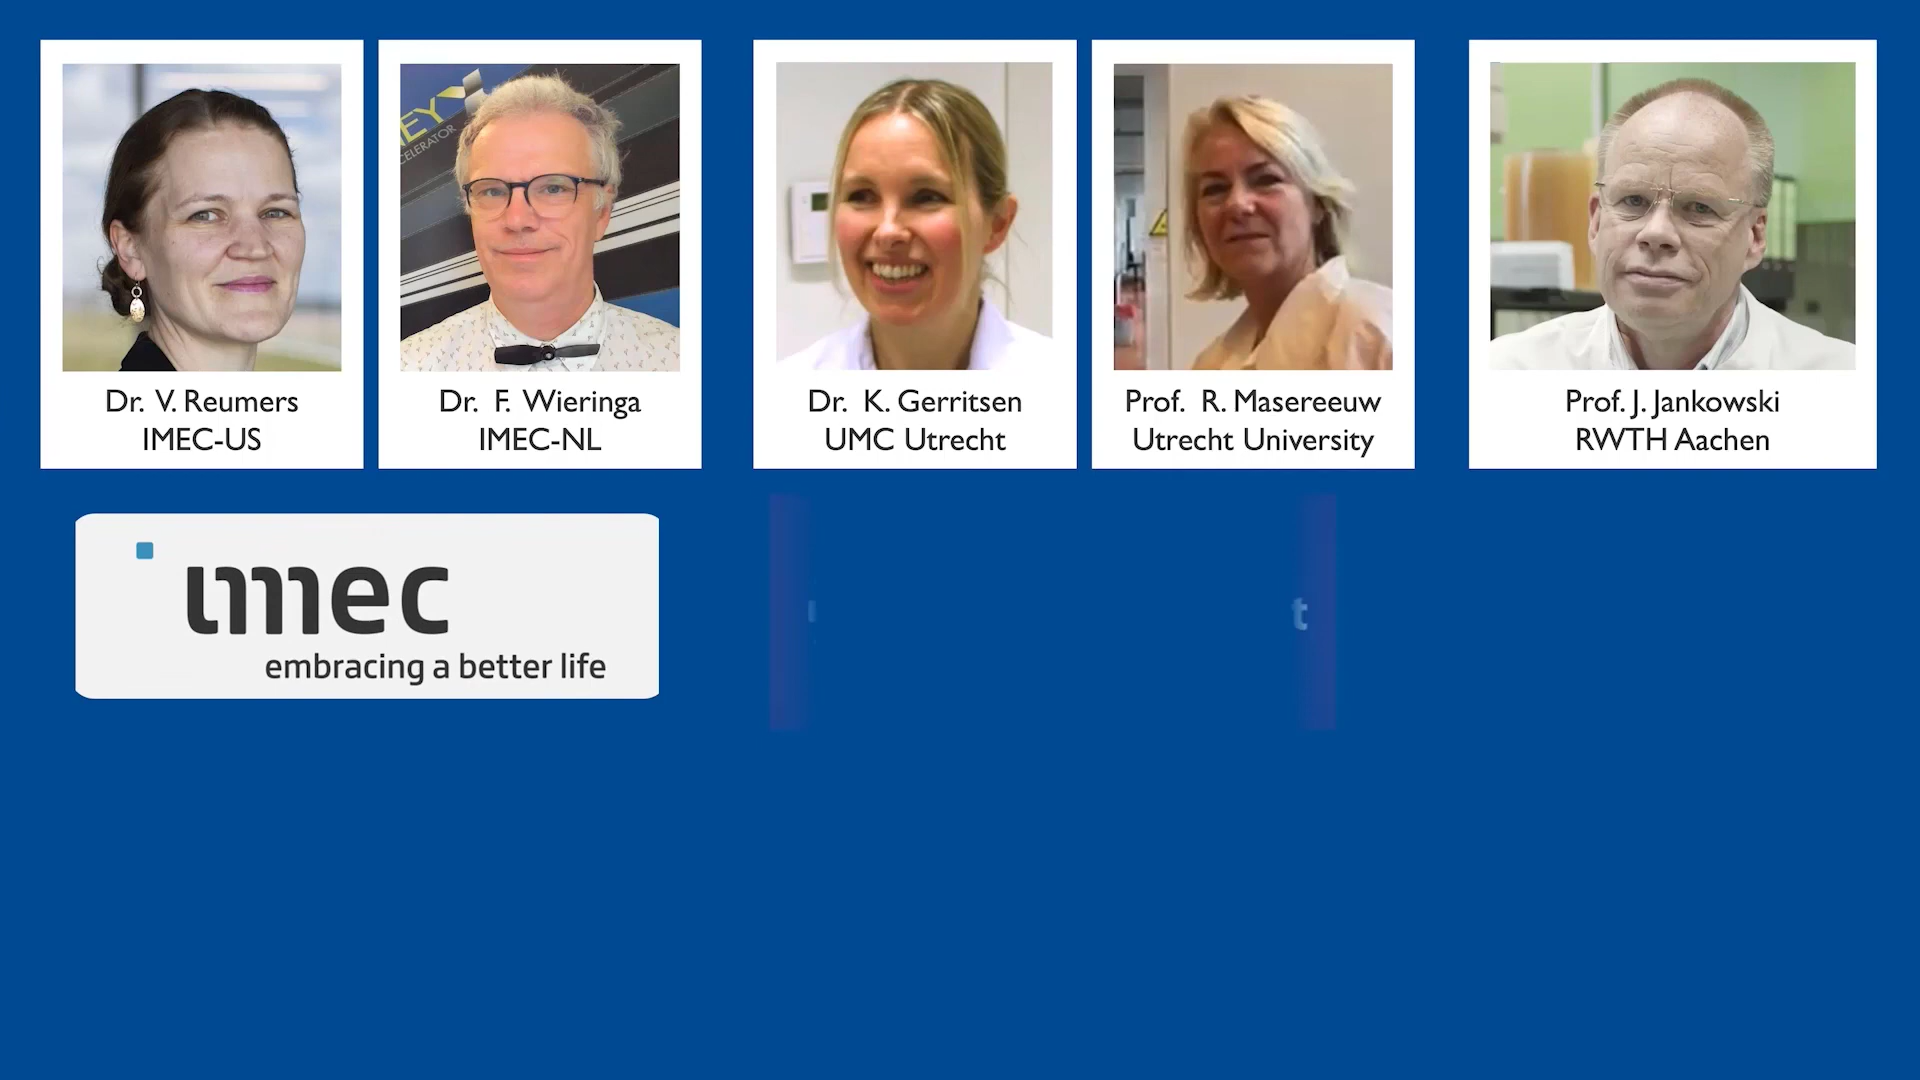 Dr. V. Reumers
IMEC-US
Dr. F. Wieringa
IMEC-NL
Dr. K. Gerritsen
UMC Utrecht
Prof. R. Masereeuw
Utrecht University
Prof. J. Jankowski
RWTH Aachen
imec
embracing a better life
t